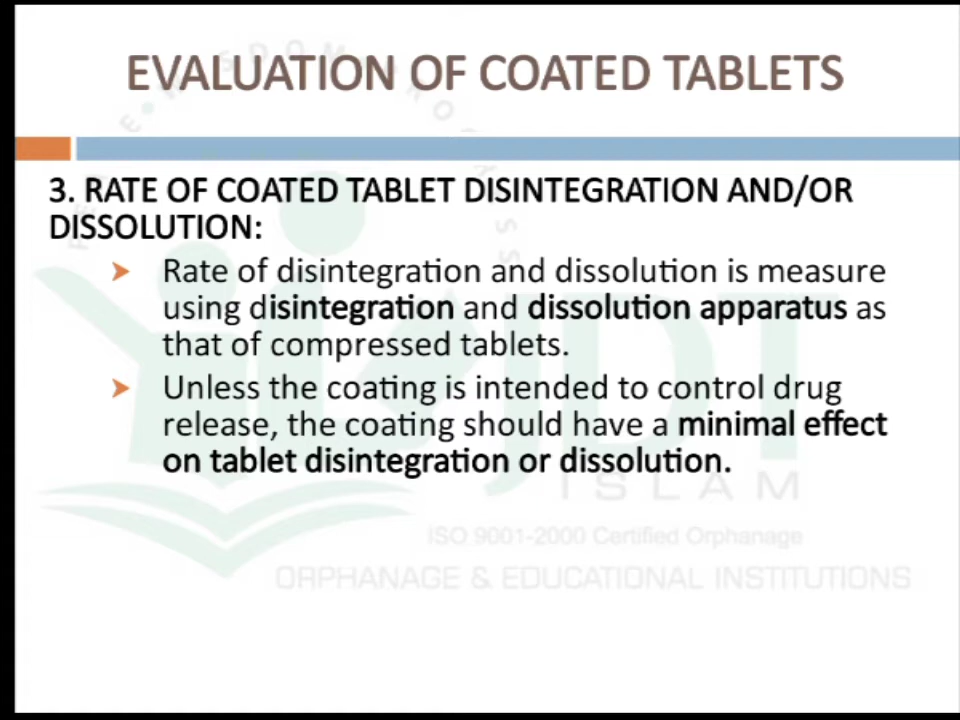 EVALUATION OF COATED TABLETS
3. RATE OF COATED TABLET DISINTEGRATION AND/OR
DISSOLUTION:
➤ Rate of disintegration and dissolution is measure
using disintegration and dissolution apparatus as
that of compressed tablets.
➤ Unless the coating is intended to control drug
release, the coating should have a minimal effect
on tablet disintegration or dissolution.
JDT
ISLAM
ISO 9001-2000 Certified Orphanage
ORPHANAGE & EDUCATIONAL INSTITUTIONS